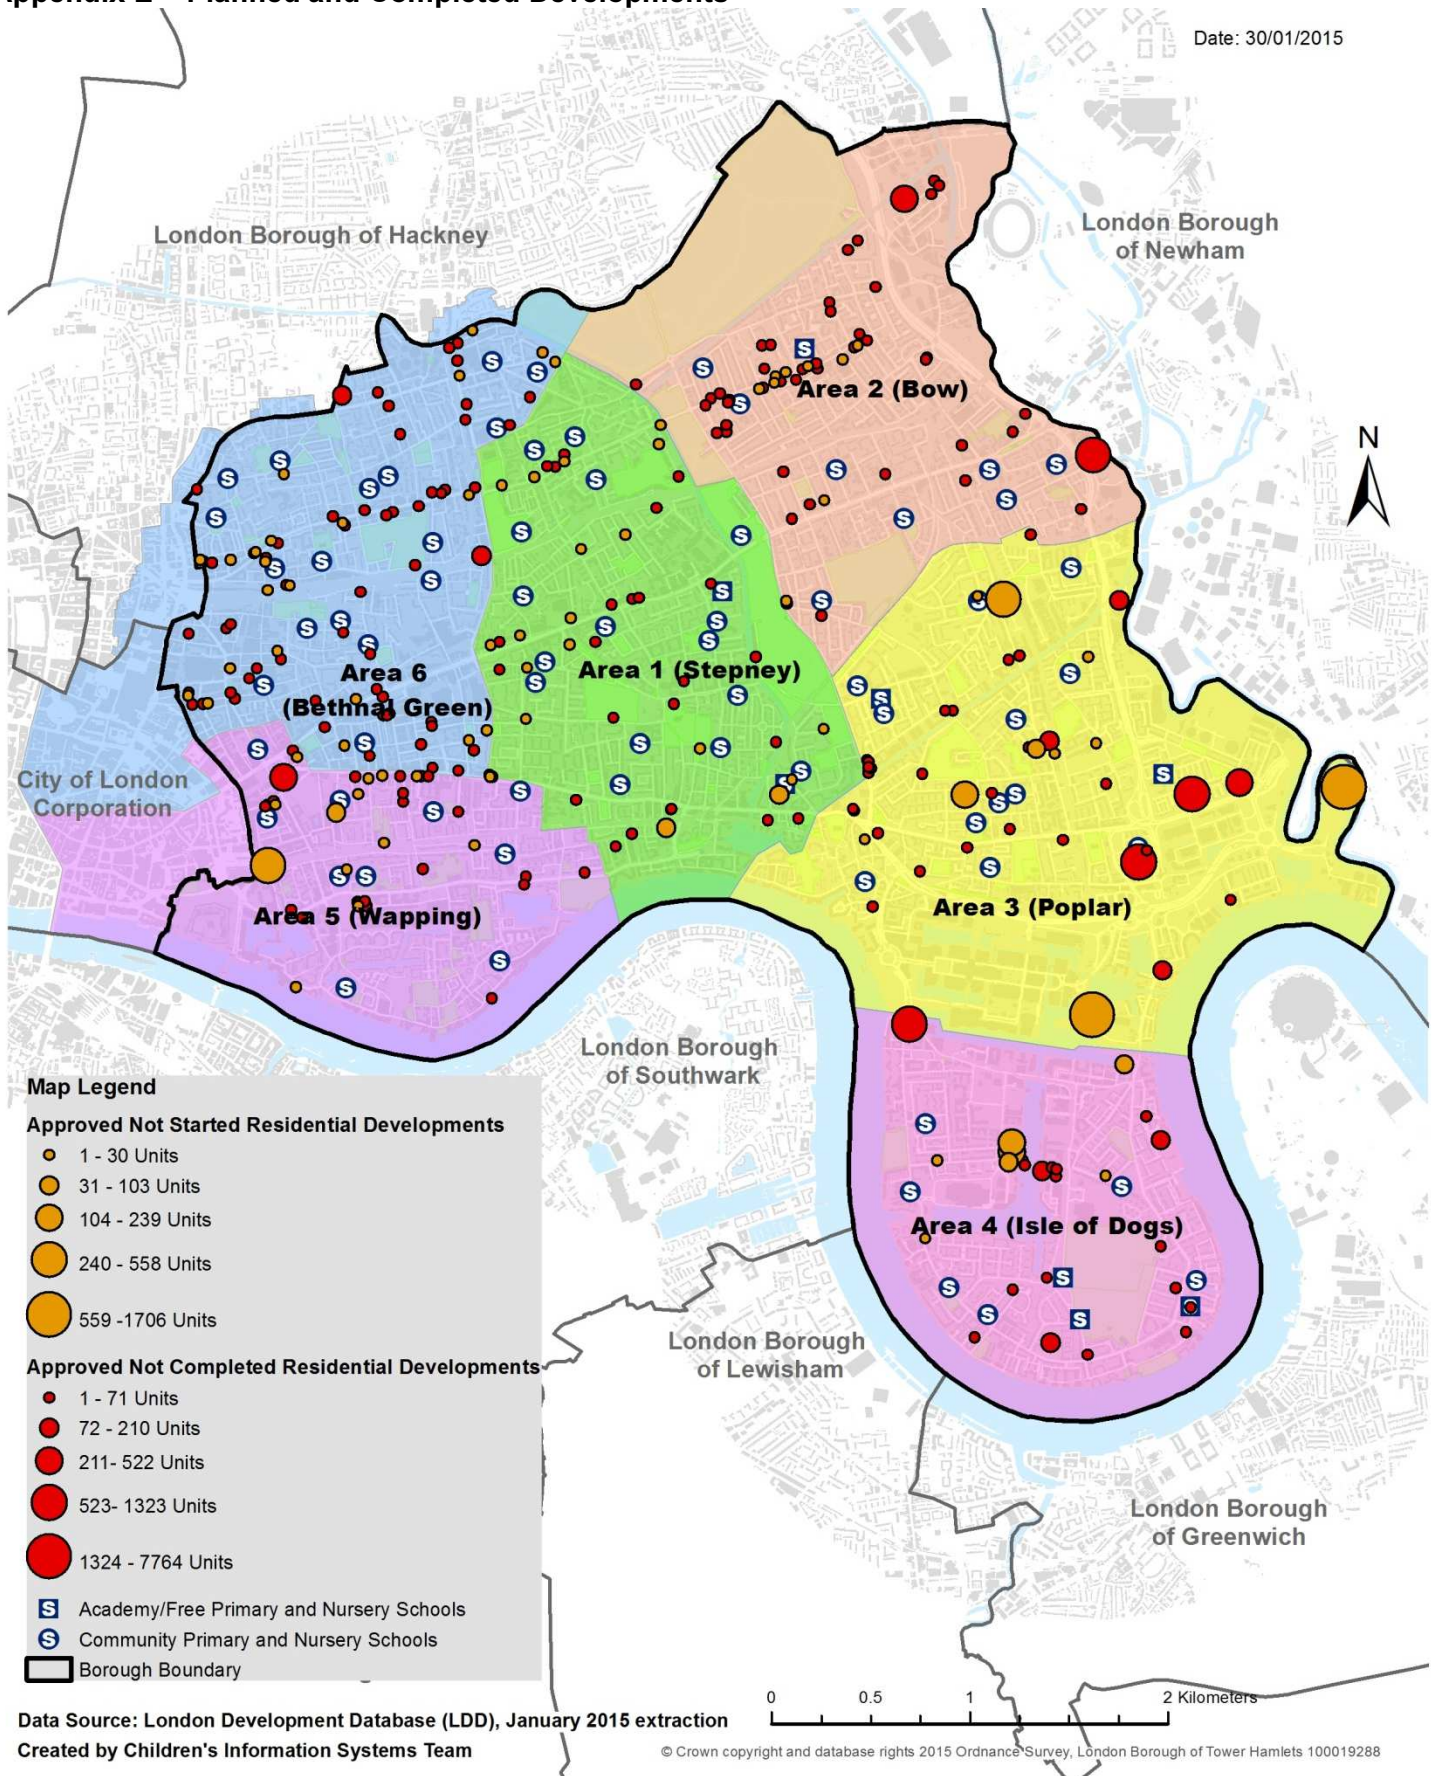 Appendix 2 - Planned and Completed Developments
Date: 30/01/2015
London Borough of Hackney
London Borough
of Newham
Area 2 (Bow)
N
Area 6
(Bethnal Green)
Area 1 (Stepney)
City of London
Corporation
Area 5 (Wapping)
Area 3 (Poplar)
London Borough
of Southwark
Area 4 (Isle of Dogs)
London Borough
of Lewisham
London Borough
of Greenwich
Map Legend
Approved Not Started Residential Developments
1 - 30 Units
31 - 103 Units
104 - 239 Units
240 - 558 Units
559 -1706 Units
Approved Not Completed Residential Developments
1 - 71 Units
72 - 210 Units
211- 522 Units
523- 1323 Units
1324 - 7764 Units
S Academy/Free Primary and Nursery Schools
S Community Primary and Nursery Schools
Borough Boundary
0 0.5 1 2 Kilometers
Data Source: London Development Database (LDD), January 2015 extraction
Created by Children's Information Systems Team
© Crown copyright and database rights 2015 Ordnance Survey, London Borough of Tower Hamlets 100019288